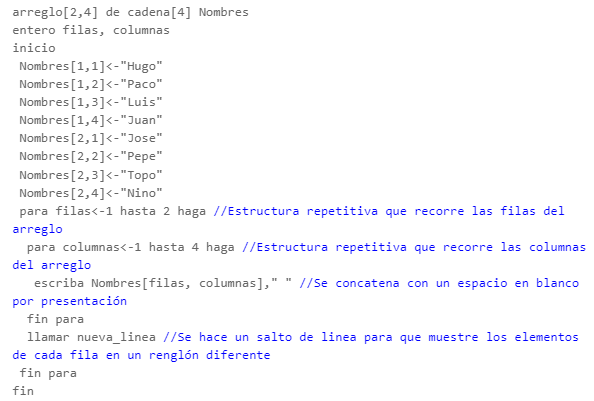 arreglo[2,4] de cadena[4] Nombres
entero filas, columnas
inicio
 Nombres[1,1]<-"Hugo"
 Nombres[1,2]<-"Paco"
 Nombres[1,3]<-"Luis"
 Nombres[1,4]<-"Juan"
 Nombres[2,1]<-"Jose"
 Nombres[2,2]<-"Pepe"
 Nombres[2,3]<-"Topo"
 Nombres[2,4]<-"Nino"
 para filas<-1 hasta 2 haga //Estructura repetitiva que recorre las filas del
arreglo
  para columnas<-1 hasta 4 haga //Estructura repetitiva que recorre las columnas
del arreglo
   escriba Nombres[filas, columnas]," " //Se concatena con un espacio en blanco
por presentación
  fin para
  llamar nueva_linea //Se hace un salto de linea para que muestre los elementos
de cada fila en un renglón diferente
 fin para
fin